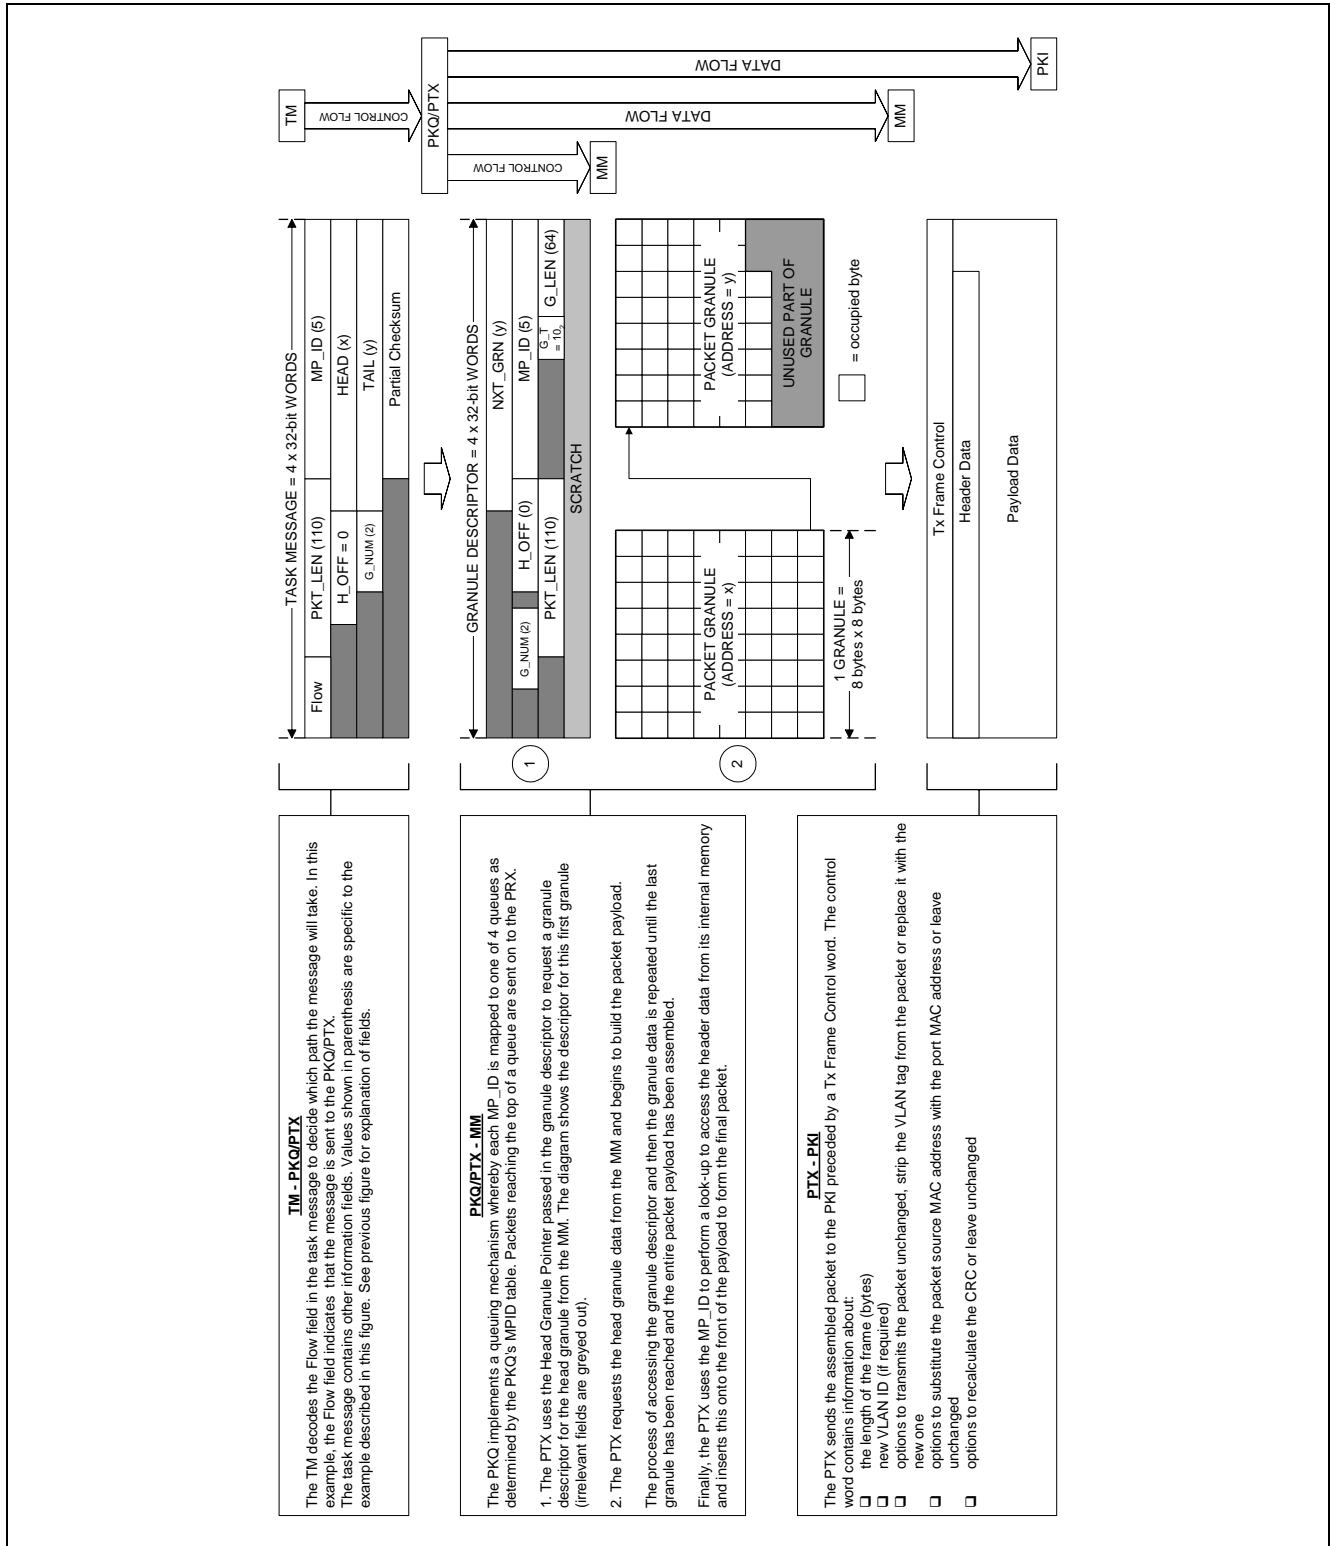 TM - PKQ/PTX
The TM decodes the Flow field in the task message to decide which path the message will take. In this
example, the Flow field indicates that the message is sent to the PKQ/PTX.
The task message contains other information fields. Values shown in parenthesis are specific to the
example described in this figure. See previous figure for explanation of fields.
TASK MESSAGE = 4 x 32-bit WORDS
Flow
PKT_LEN (110)
MP_ID (5)
H_OFF = 0
HEAD (x)
G_NUM (2)
TAIL (y)
Partial Checksum
TM
CONTROL FLOW
PKQ/PTX
PKQ/PTX - MM
The PKQ implements a queuing mechanism whereby each MP_ID is mapped to one of 4 queues as
determined by the PKQ's MPID table. Packets reaching the top of a queue are sent on to the PRX.
1. The PTX uses the Head Granule Pointer passed in the granule descriptor to request a granule
descriptor for the head granule from the MM. The diagram shows the descriptor for this first granule
(irrelevant fields are greyed out).
2. The PTX requests the head granule data from the MM and begins to build the packet payload.
The process of accessing the granule descriptor and then the granule data is repeated until the last
granule has been reached and the entire packet payload has been assembled.
Finally, the PTX uses the MP_ID to perform a look-up to access the header data from its internal memory
and inserts this onto the front of the payload to form the final packet.
1
GRANULE DESCRIPTOR = 4 x 32-bit WORDS
NXT_GRN (y)
G_NUM (2)
H_OFF (0)
MP_ID (5)
PKT_LEN (110)
G_T
= 10₂
G_LEN (64)
SCRATCH
CONTROL FLOW
MM
2
PACKET GRANULE
(ADDRESS = x)
1 GRANULE =
8 bytes x 8 bytes
PACKET GRANULE
(ADDRESS = y)
UNUSED PART OF
GRANULE
= occupied byte
DATA FLOW
MM
DATA FLOW
PKI
PTX - PKI
The PTX sends the assembled packet to the PKI preceded by a Tx Frame Control word. The control
word contains information about:
❑ the length of the frame (bytes)
❑ new VLAN ID (if required)
❑ options to transmits the packet unchanged, strip the VLAN tag from the packet or replace it with the
new one
❑ options to substitute the packet source MAC address with the port MAC address or leave
unchanged
❑ options to recalculate the CRC or leave unchanged
Tx Frame Control
Header Data
Payload Data